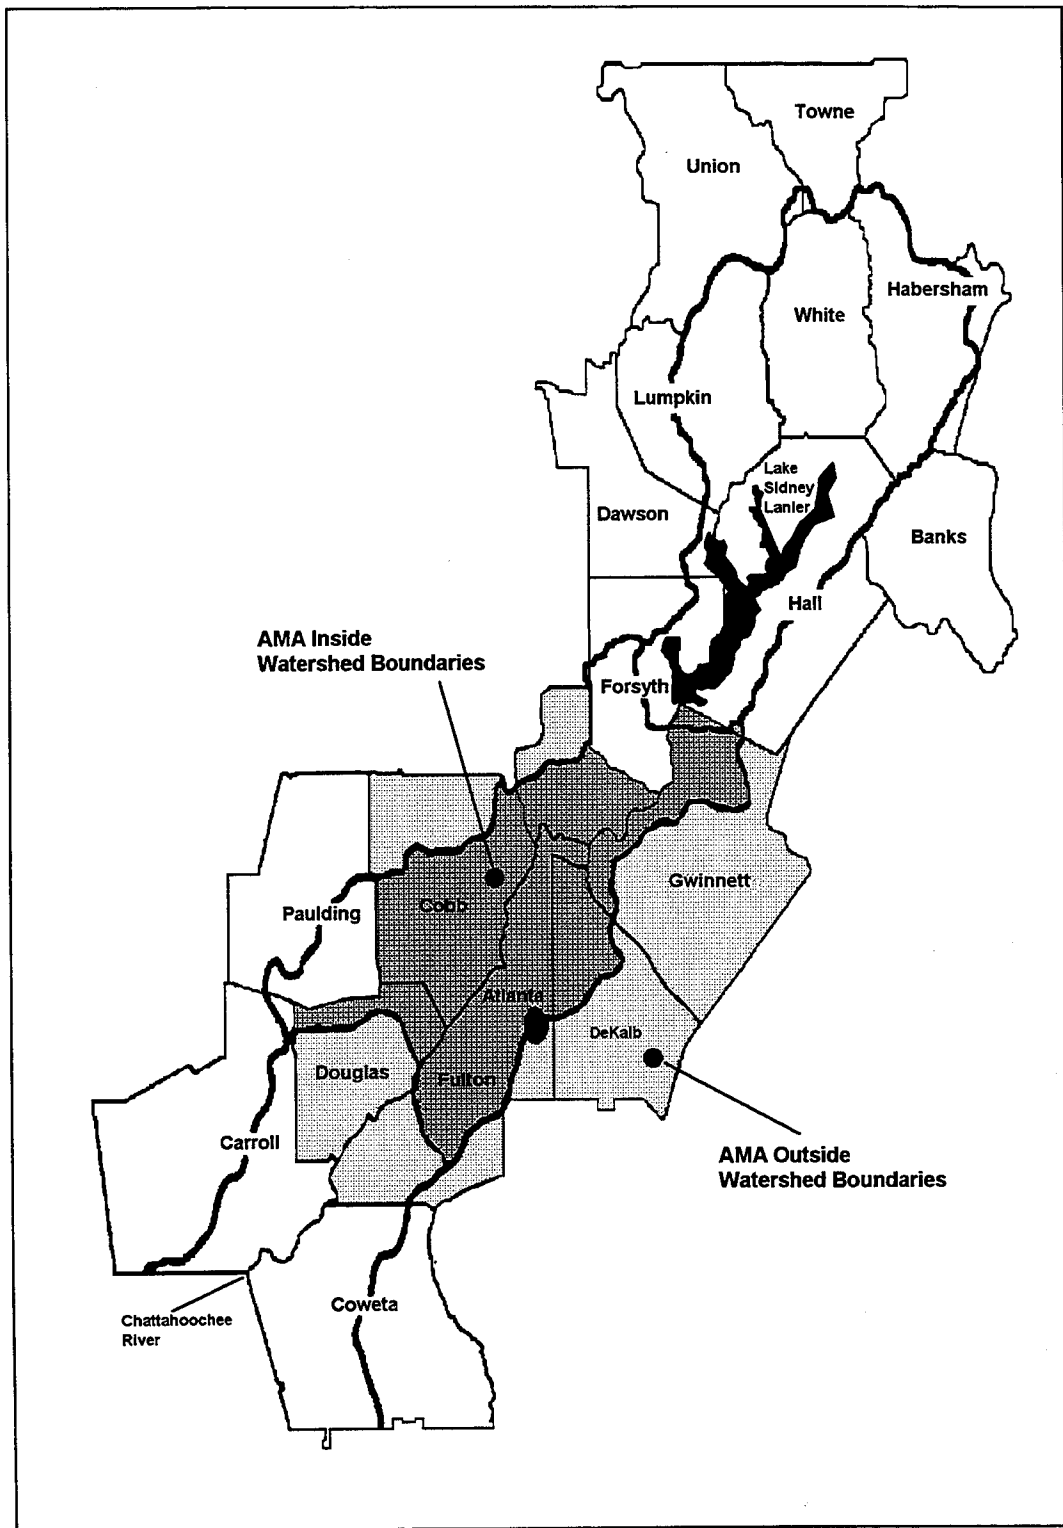 Towne
Union
Habersham
White
Lumpkin
Lake
Sidney
Lanier
Dawson
Banks
Hall
AMA Inside
Watershed Boundaries
Forsyth
Gwinnett
Cobb
Paulding
Atlanta
DeKalb
Douglas
Fulton
Carroll
AMA Outside
Watershed Boundaries
Coweta
Chattahoochee
River